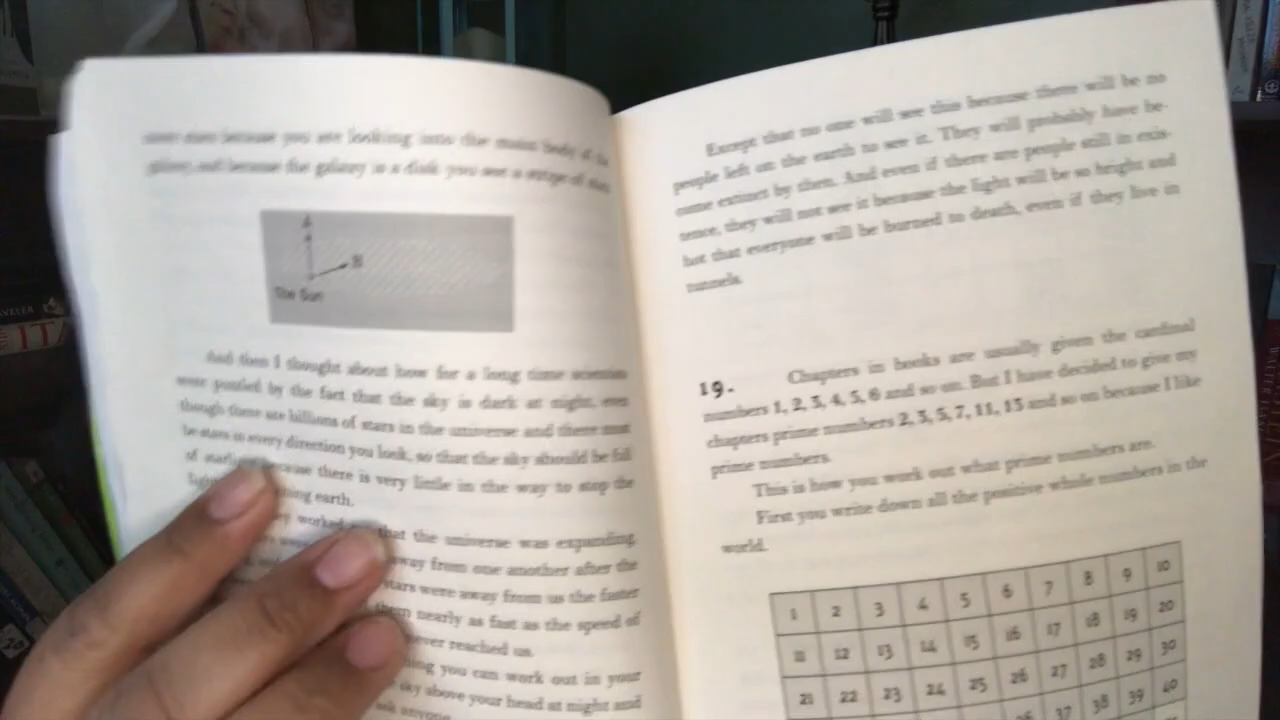 because you are looking into the main body of the
galaxy, and because the galaxy is a disk you see a stripe of stars.
A
B
The Sun
And then I thought about how for a long time scientists
were puzzled by the fact that the sky is dark at night, even
though there are billions of stars in the universe and there must
be stars in every direction you look, so that the sky should be full
of starlight because there is very little in the way to stop the
earth.
worked that the universe was expanding,
away from one another after the
stars were away from us the faster
them nearly as fast as the speed of
ever reached us.
thing you can work out in your
sky above your head at night and
ask anyone.
Except that no one will see this because there will be no
people left on the earth to see it. They will probably have be-
come extinct by then. And even if there are people still in exis-
tence, they will not see it because the light will be so bright and
hot that everyone will be burned to death, even if they live in
tunnels.
19. Chapters in books are usually given the cardinal
numbers 1, 2, 3, 4, 5, 6 and so on. But I have decided to give my
chapters prime numbers 2, 3, 5, 7, 11, 13 and so on because I like
prime numbers.
This is how you work out what prime numbers are.
First you write down all the positive whole numbers in the
world.
1 2 3 4 5 6 7 8 9 10
11 12 13 14 15 16 17 18 19 20
21 22 23 24 25 26 27 28 29 30
36 37 38 39 40